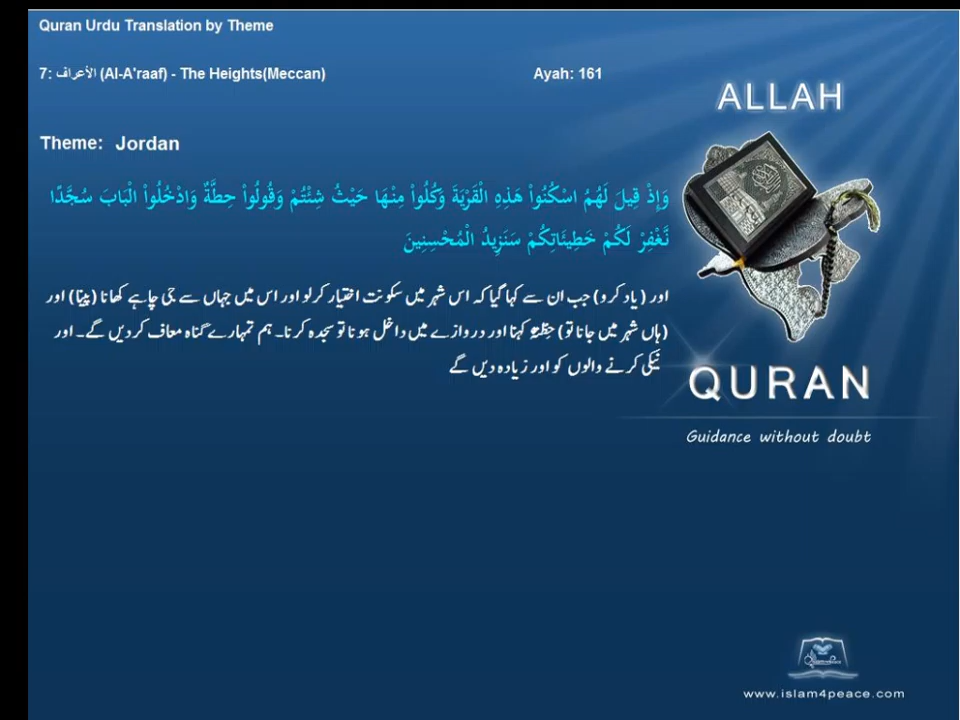 Quran Urdu Translation by Theme
7: الأعراف (Al-A'raaf) - The Heights(Meccan) Ayah: 161
ALLAH
Theme: Jordan
وَإِذْ قِيلَ لَهُمُ اسْكُنُواْ هَذِهِ الْقَرْيَةَ وَكُلُواْ مِنْهَا حَيْثُ شِئْتُمْ وَقُولُواْ حِطَّةٌ وَادْخُلُواْ الْبَابَ سُجَّدًا
نَّغْفِرْ لَكُمْ خَطِيئَاتِكُمْ سَنَزِيدُ الْمُحْسِنِينَ
اور (یاد کرو) جب ان سے کہا گیا کہ اس شہر میں سکونت اختیار کرلو اور اس میں جہاں سے جی چاہے کھانا (پینا) اور
(ہاں شہر میں جانا تو) حِطّتہٌ کہنا اور دروازے میں داخل ہونا تو سجدہ کرنا۔ ہم تمہارے گناہ معاف کردیں گے۔ اور
نیکی کرنے والوں کو اور زیادہ دیں گے
QURAN
Guidance without doubt
www.islam4peace.com